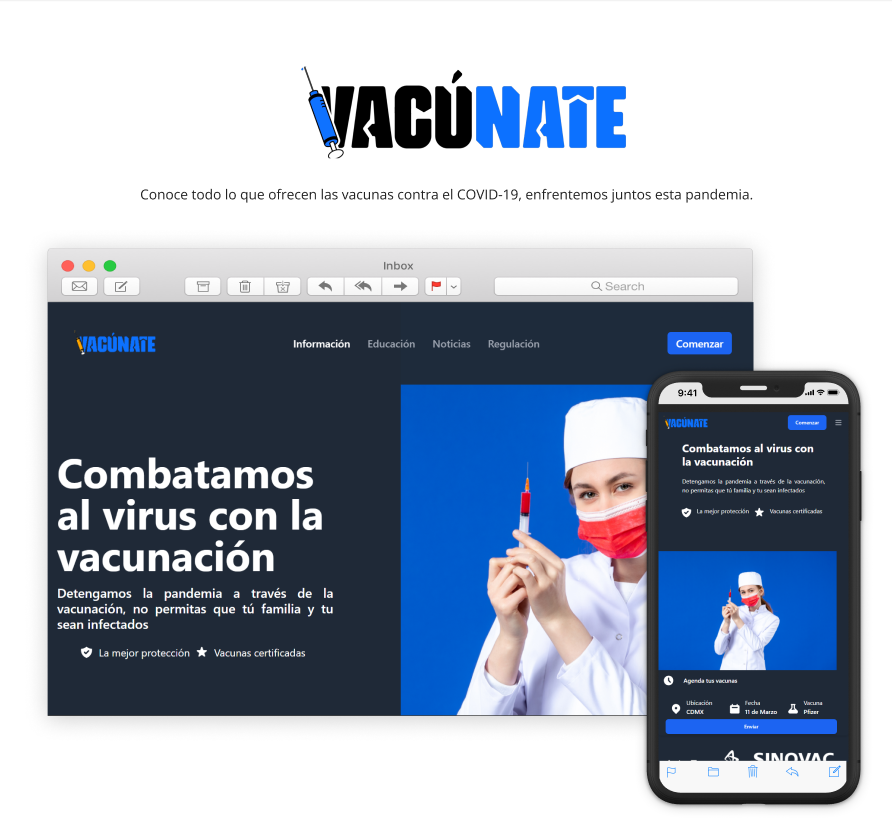 VACÚNATE
Conoce todo lo que ofrecen las vacunas contra el COVID-19, enfrentemos juntos esta pandemia.
Inbox
Search
VACÚNATE
Información Educación Noticias Regulación
Comenzar
Combatamos
al virus con la
vacunación
Detengamos la pandemia a través de la
vacunación, no permitas que tú familia y tu
sean infectados
La mejor protección
Vacunas certificadas
9:41
VACÚNATE
Comenzar
Combatamos al virus con
la vacunación
Detengamos la pandemia a través de la vacunación,
no permitas que tú familia y tu sean infectados
La mejor protección
Vacunas certificadas
Agenda tus vacunas
Ubicación
CDMX
Fecha
11 de Marzo
Vacuna
Pfizer
Enviar
SINOVAC